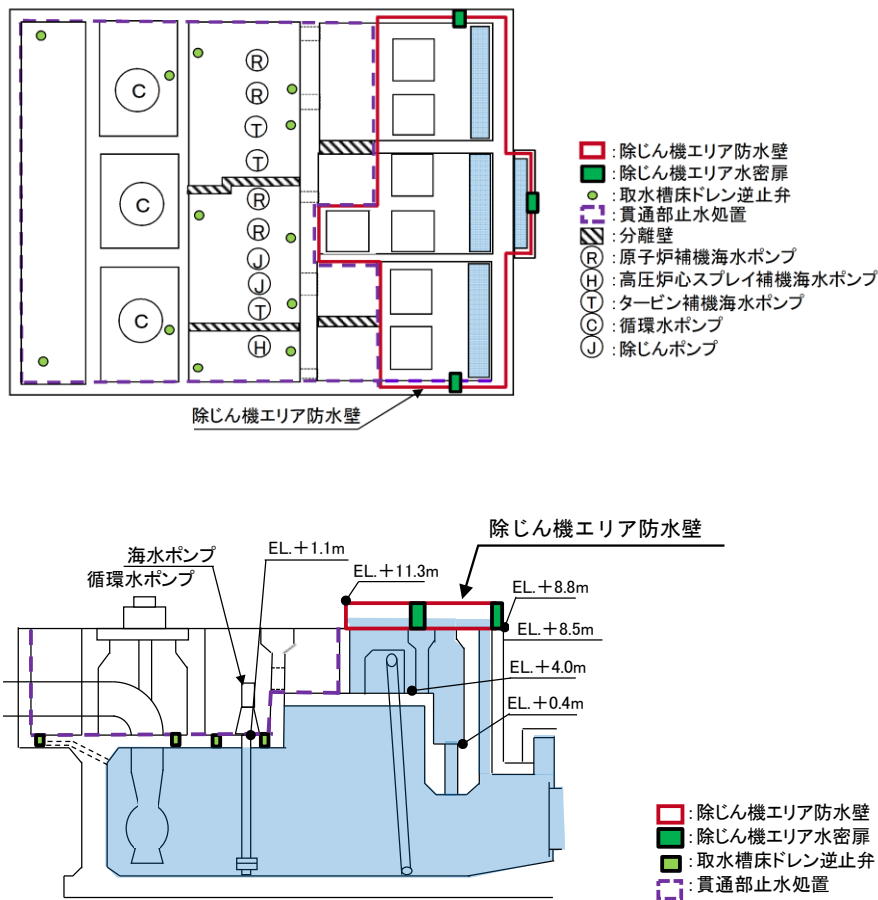 C
C
C
R
R
T
T
R
R
J
J
T
H
:除じん機エリア防水壁
:除じん機エリア水密扉
:取水槽床ドレン逆止弁
:貫通部止水処置
:分離壁
R:原子炉補機海水ポンプ
H:高圧炉心スプレイ補機海水ポンプ
T:タービン補機海水ポンプ
C:循環水ポンプ
J:除じんポンプ
除じん機エリア防水壁
除じん機エリア防水壁
海水ポンプ
循環水ポンプ
EL.+1.1m
EL.+11.3m
EL.+8.8m
EL.+8.5m
EL.+4.0m
EL.+0.4m
:除じん機エリア防水壁
:除じん機エリア水密扉
:取水槽床ドレン逆止弁
:貫通部止水処置